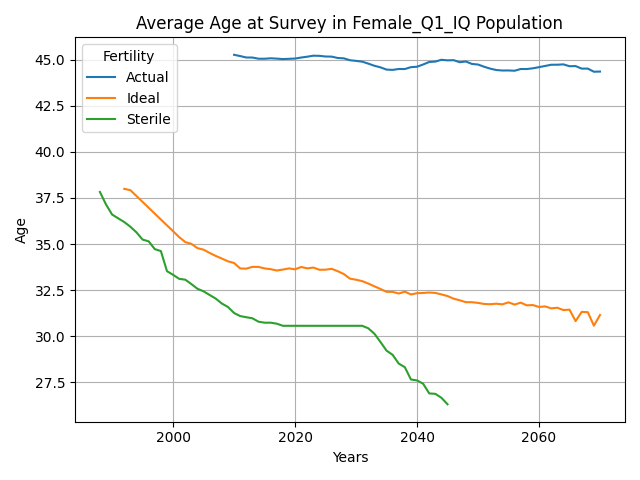 Average Age at Survey in Female_Q1_IQ Population
Fertility
Actual
Ideal
Sterile
45.0
42.5
40.0
37.5
35.0
32.5
30.0
27.5
Age
2000
2020
2040
2060
Years